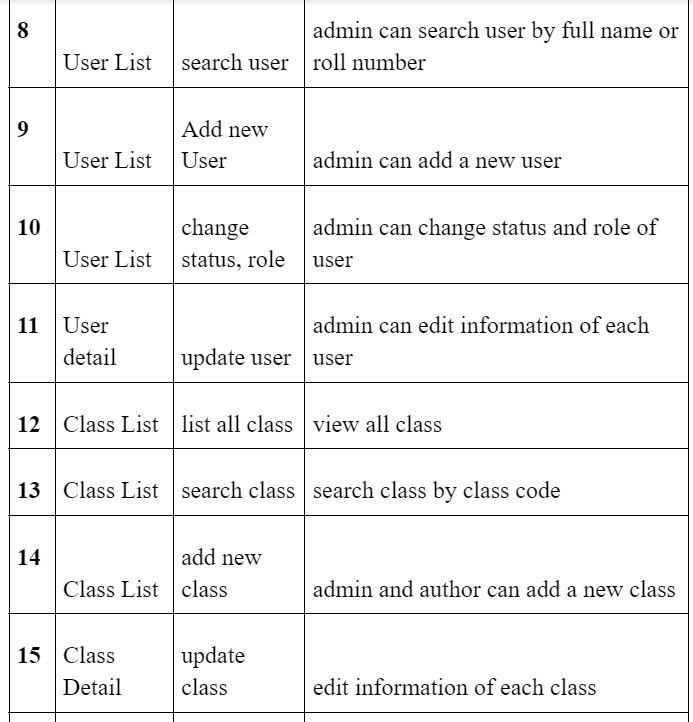 8
User List
search user
admin can search user by full name or
roll number
9
User List
Add new
User
admin can add a new user
10
User List
change
status, role
admin can change status and role of
user
11
User
detail
update user
admin can edit information of each
user
12
Class List
list all class
view all class
13
Class List
search class
search class by class code
14
Class List
add new
class
admin and author can add a new class
15
Class
Detail
update
class
edit information of each class